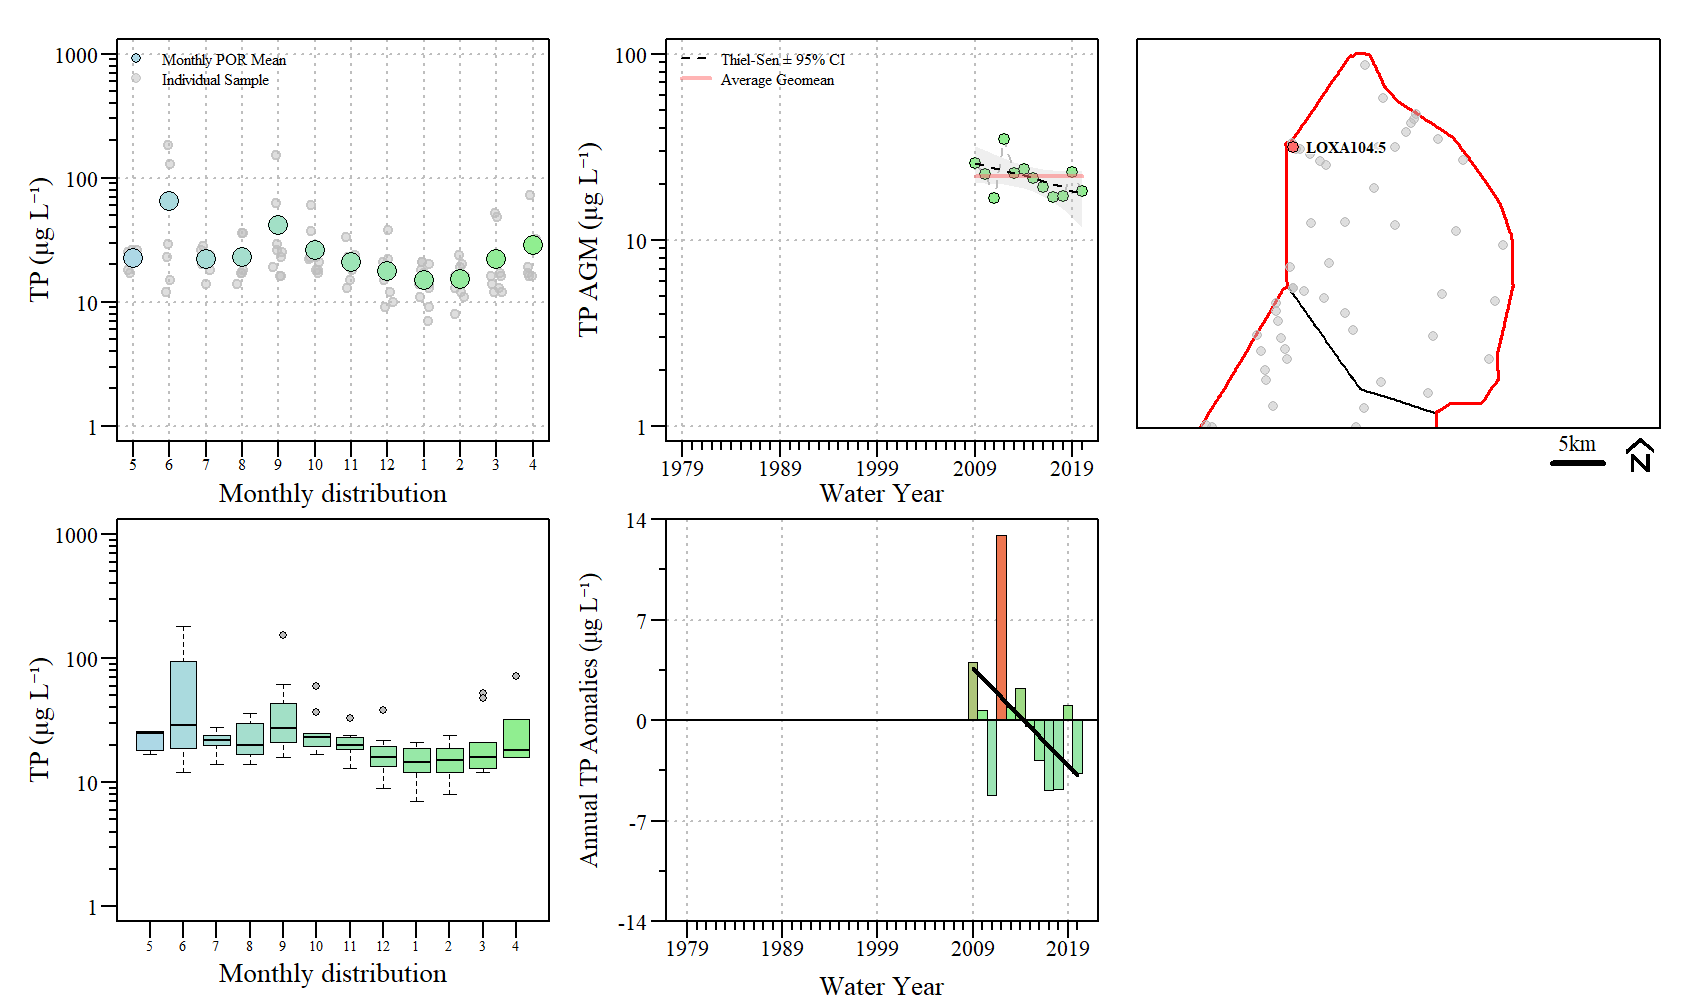 1000
100
10
1
TP (µg L⁻¹)
Monthly POR Mean
Individual Sample
5 6 7 8 9 10 11 12 1 2 3 4
Monthly distribution
100
10
1
TP AGM (µg L⁻¹)
Thiel-Sen ± 95% CI
Average Geomean
1979 1989 1999 2009 2019
Water Year
LOXA104.5
5km
N
1000
100
10
1
TP (µg L⁻¹)
5 6 7 8 9 10 11 12 1 2 3 4
Monthly distribution
14
7
0
-7
-14
Annual TP Aomalies (µg L⁻¹)
1979 1989 1999 2009 2019
Water Year